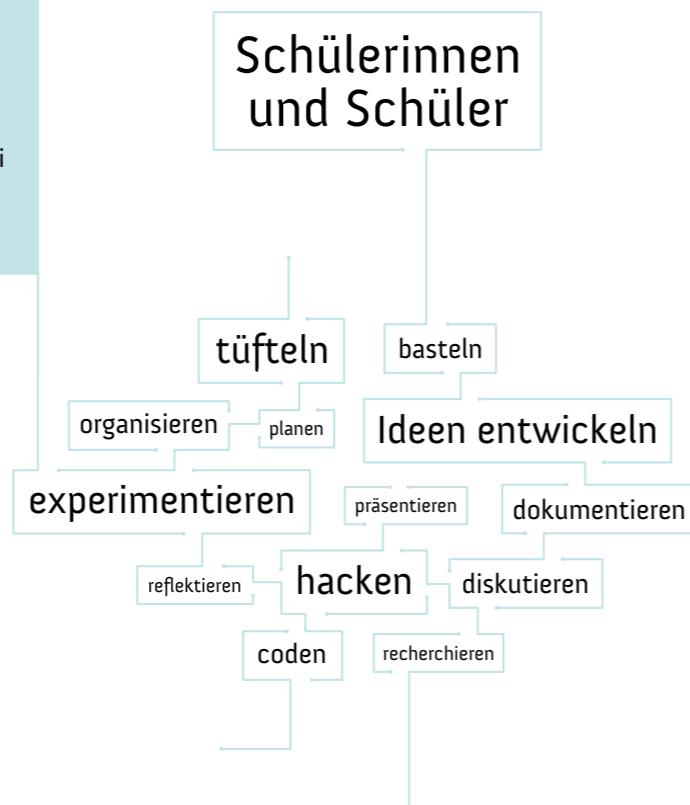 Schülerinnen
und Schüler
i
tüfteln
basteln
organisieren
planen
Ideen entwickeln
experimentieren
präsentieren
dokumentieren
reflektieren
hacken
diskutieren
coden
recherchieren